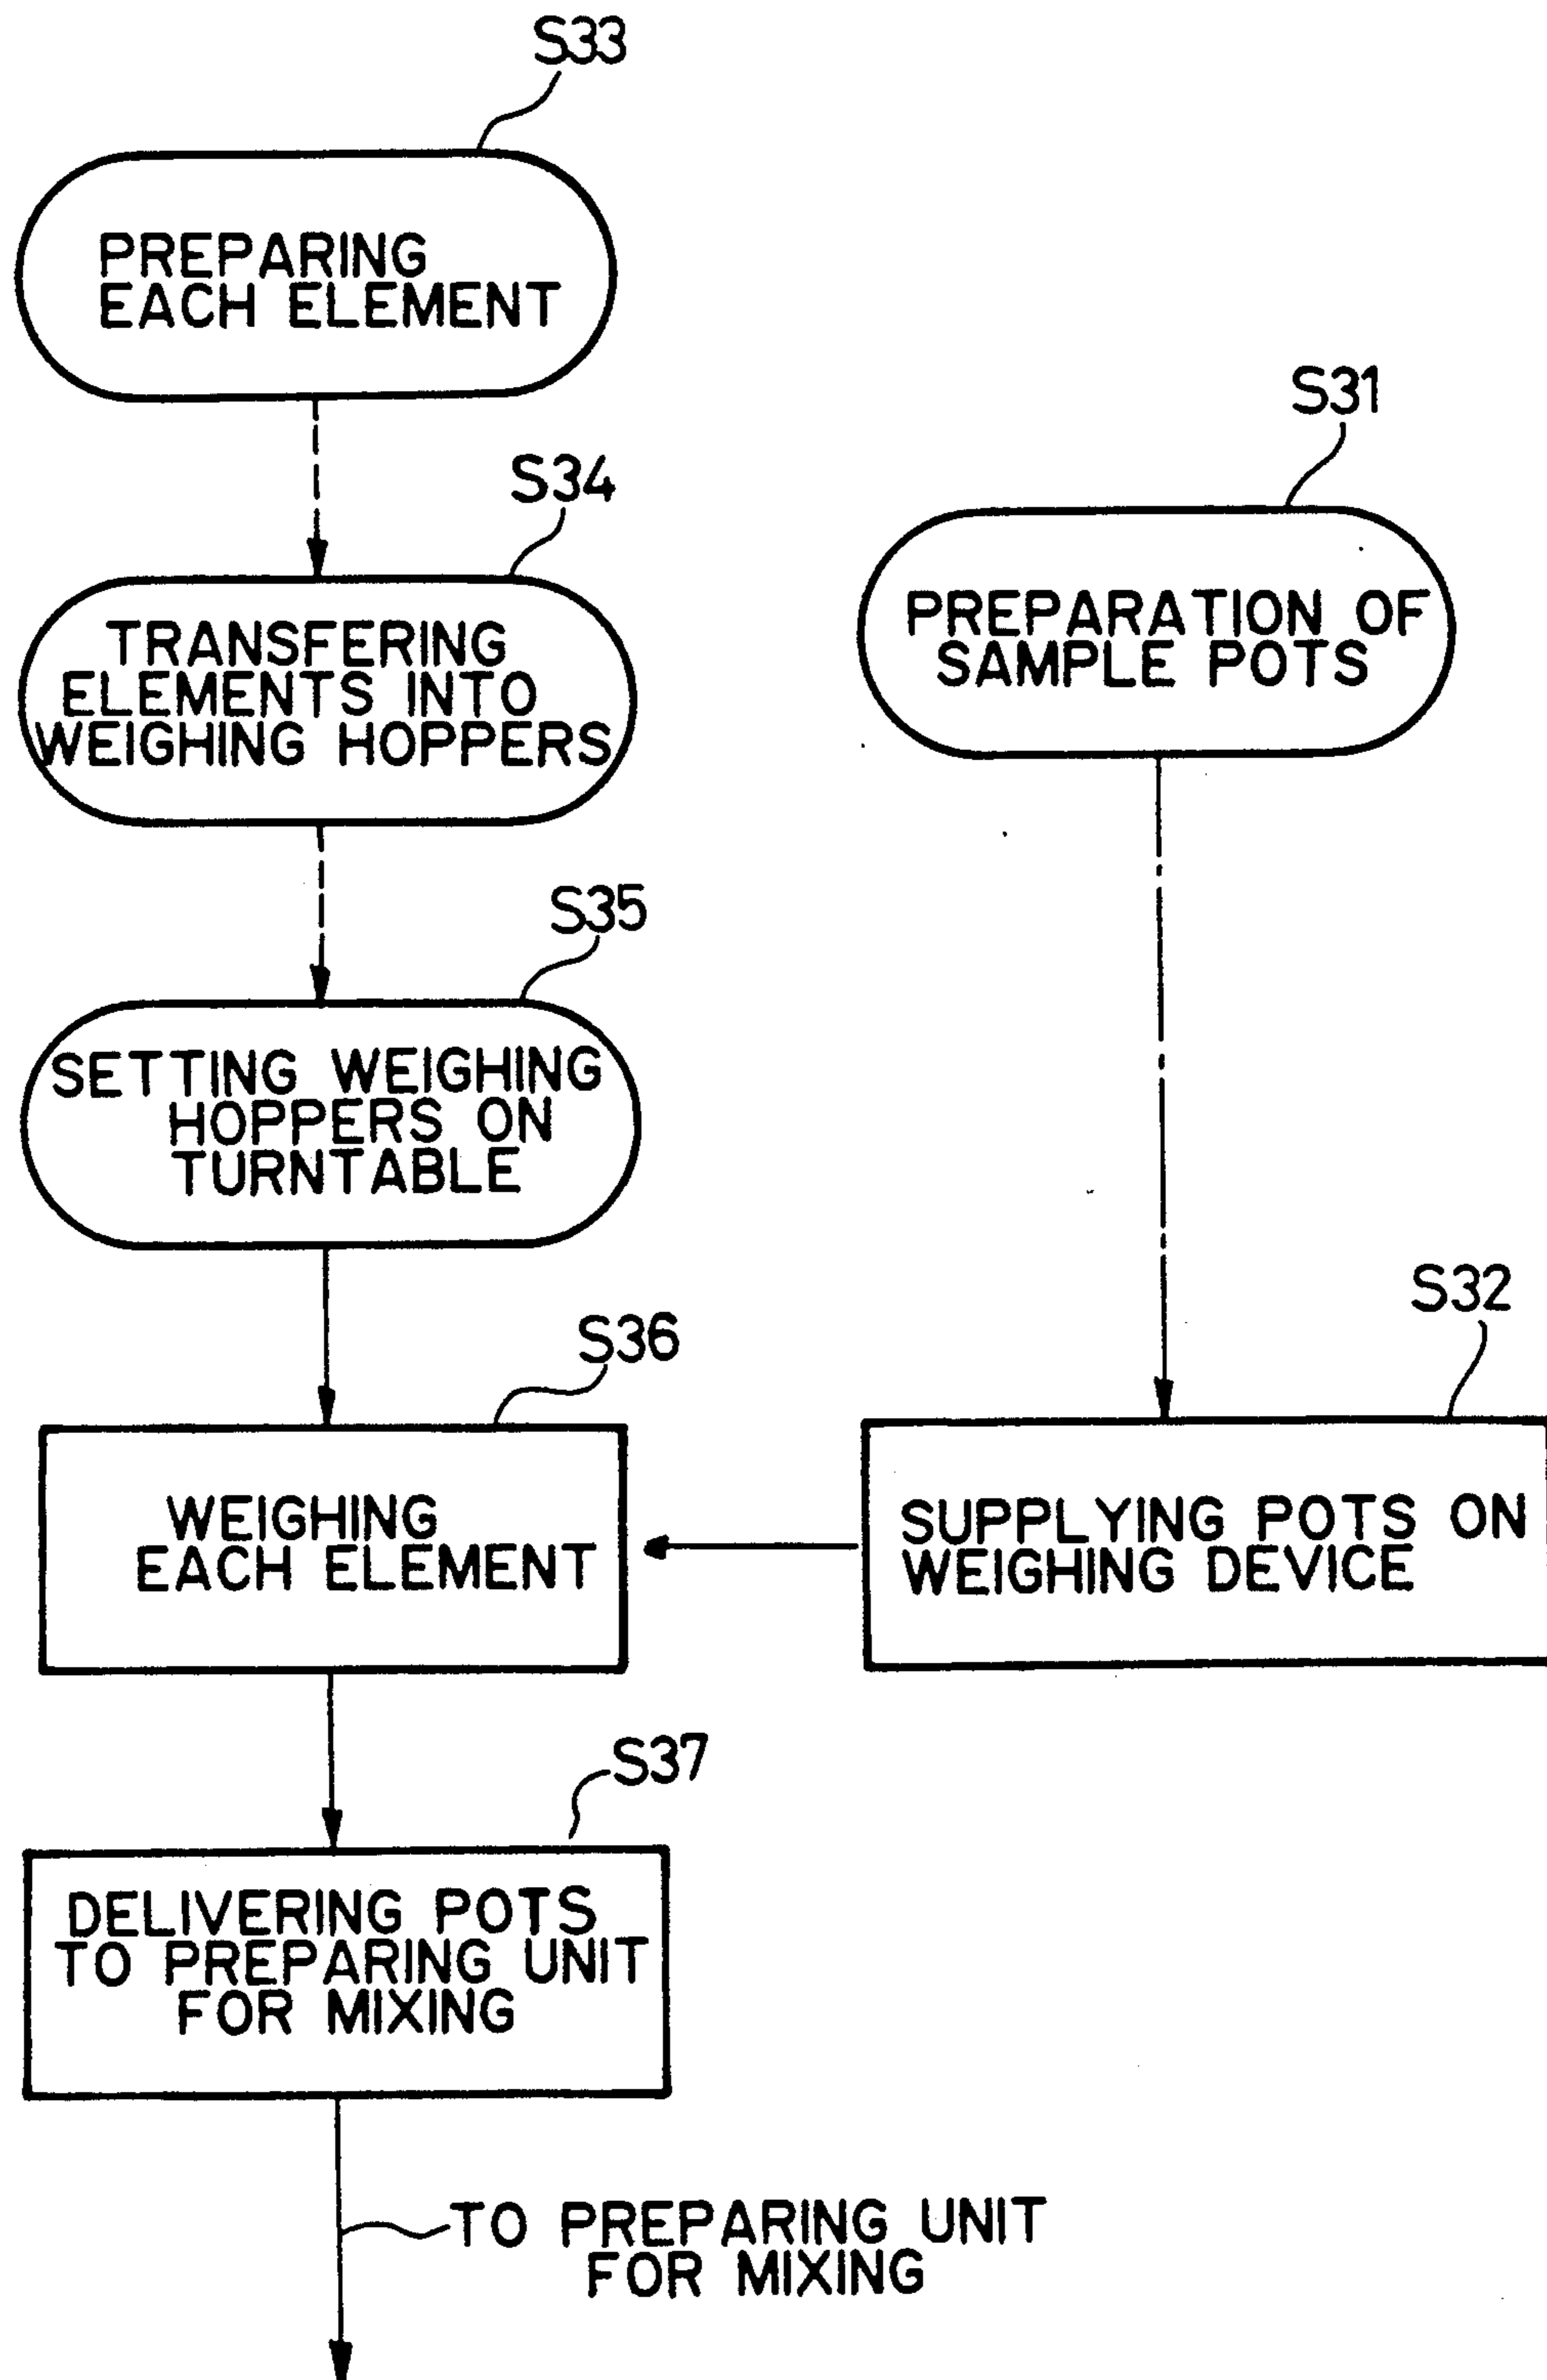 S33
PREPARING
EACH ELEMENT
S34
TRANSFERING
ELEMENTS INTO
WEIGHING HOPPERS
S35
SETTING WEIGHING
HOPPERS ON
TURNTABLE
S31
PREPARATION OF
SAMPLE POTS
S32
SUPPLYING POTS ON
WEIGHING DEVICE
S36
WEIGHING
EACH ELEMENT
S37
DELIVERING POTS
TO PREPARING UNIT
FOR MIXING
TO PREPARING UNIT
FOR MIXING